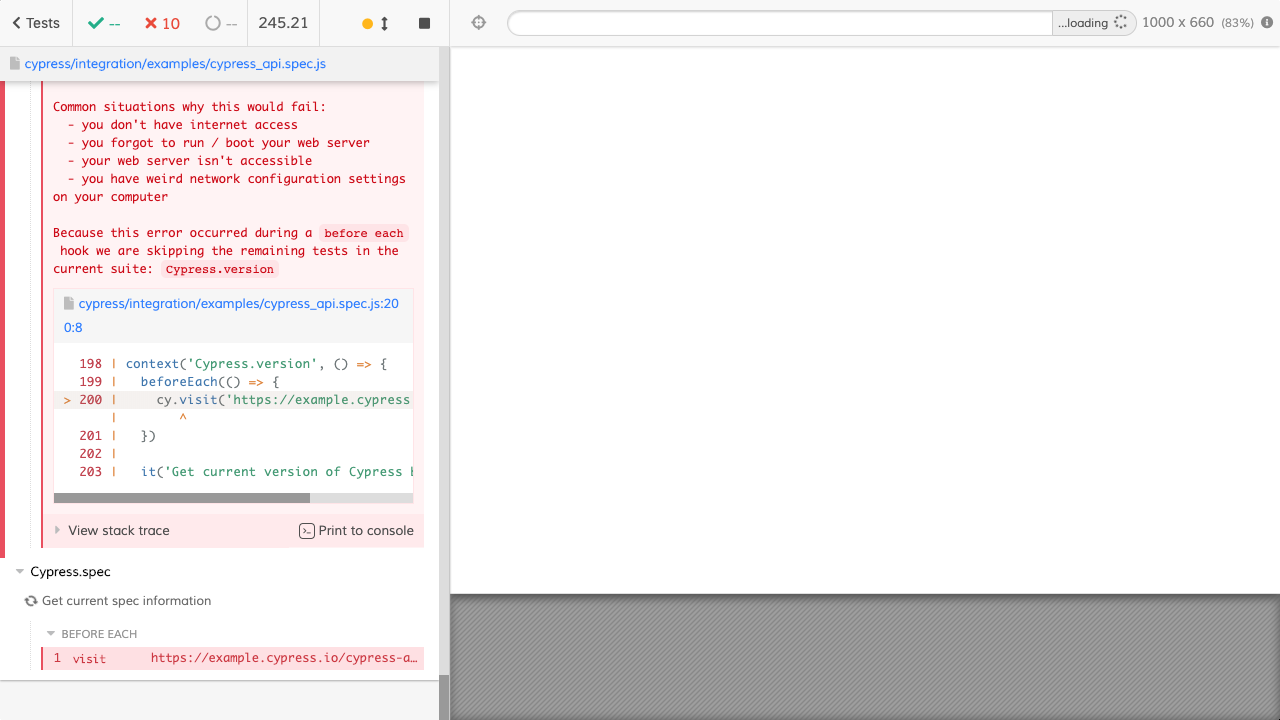 Tests -- 10 -- 245.21
...loading 1000 x 660 (83%)
cypress/integration/examples/cypress_api.spec.js
Common situations why this would fail:
- you don't have internet access
- you forgot to run / boot your web server
- your web server isn't accessible
- you have weird network configuration settings
on your computer
Because this error occurred during a before each
hook we are skipping the remaining tests in the
current suite: Cypress.version
cypress/integration/examples/cypress_api.spec.js:20
0:8
198 | context('Cypress.version', () => {
199 | beforeEach(() => {
> 200 | cy.visit('https://example.cypress
| ^
201 | })
202 |
203 | it('Get current version of Cypress
View stack trace
Print to console
Cypress.spec
Get current spec information
BEFORE EACH
1 visit https://example.cypress.io/cypress-a...